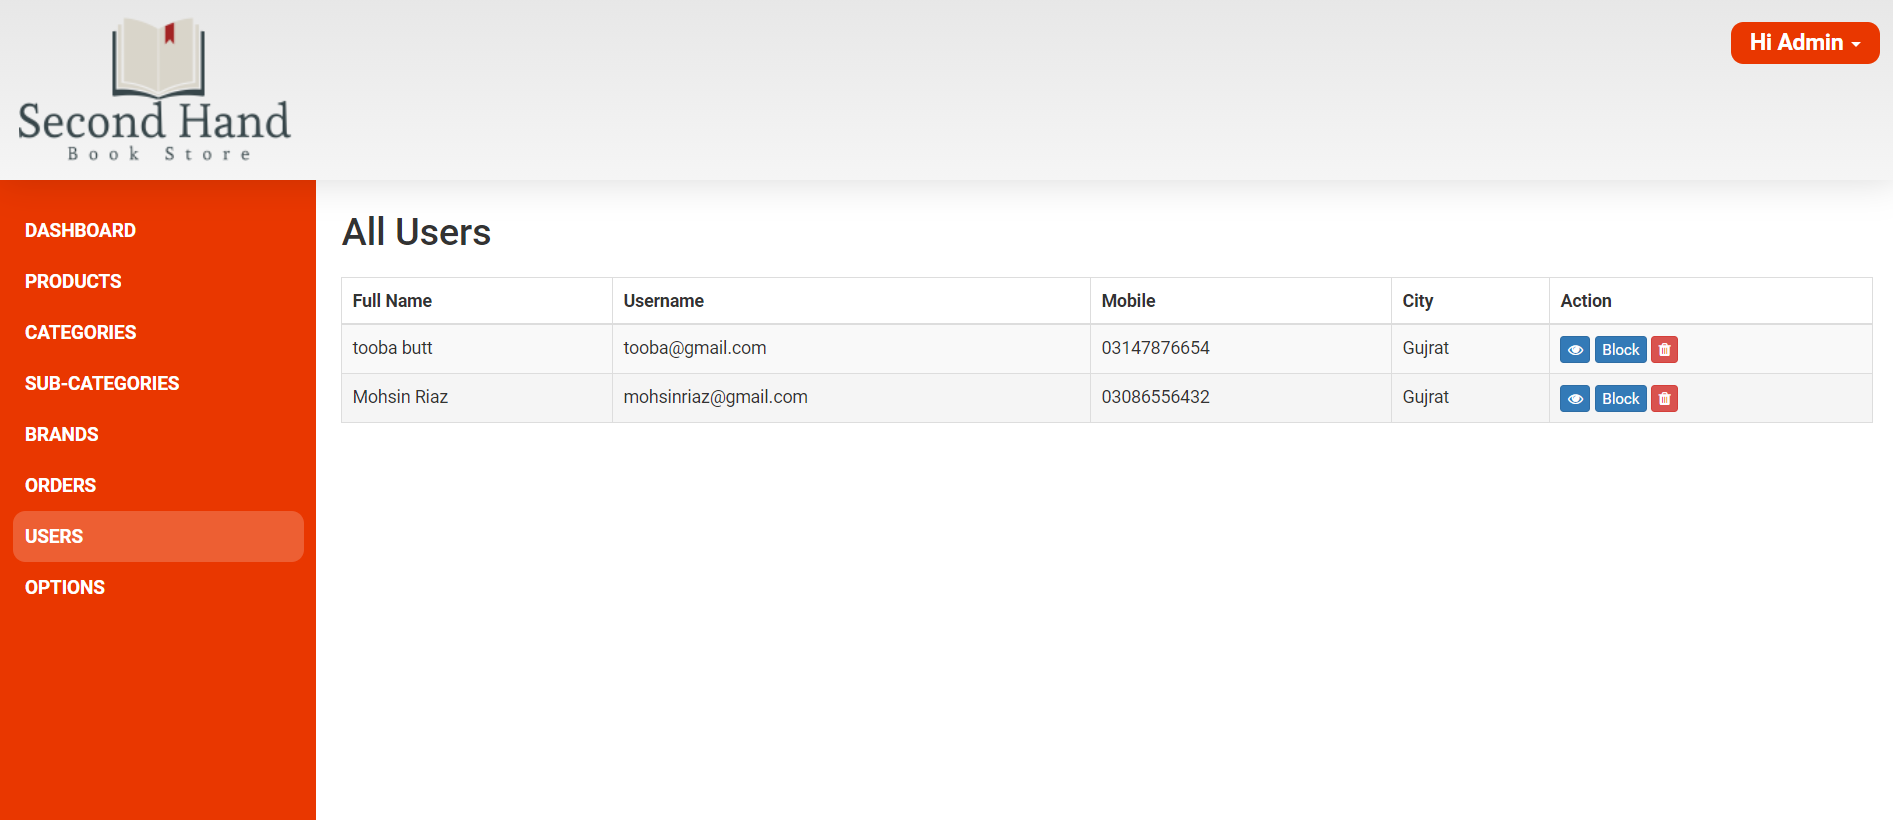 Second Hand
Book Store
Hi Admin
DASHBOARD
PRODUCTS
CATEGORIES
SUB-CATEGORIES
BRANDS
ORDERS
USERS
OPTIONS
All Users
Full Name Username Mobile City Action
tooba butt tooba@gmail.com 03147876654 Gujrat Block
Mohsin Riaz mohsinriaz@gmail.com 03086556432 Gujrat Block